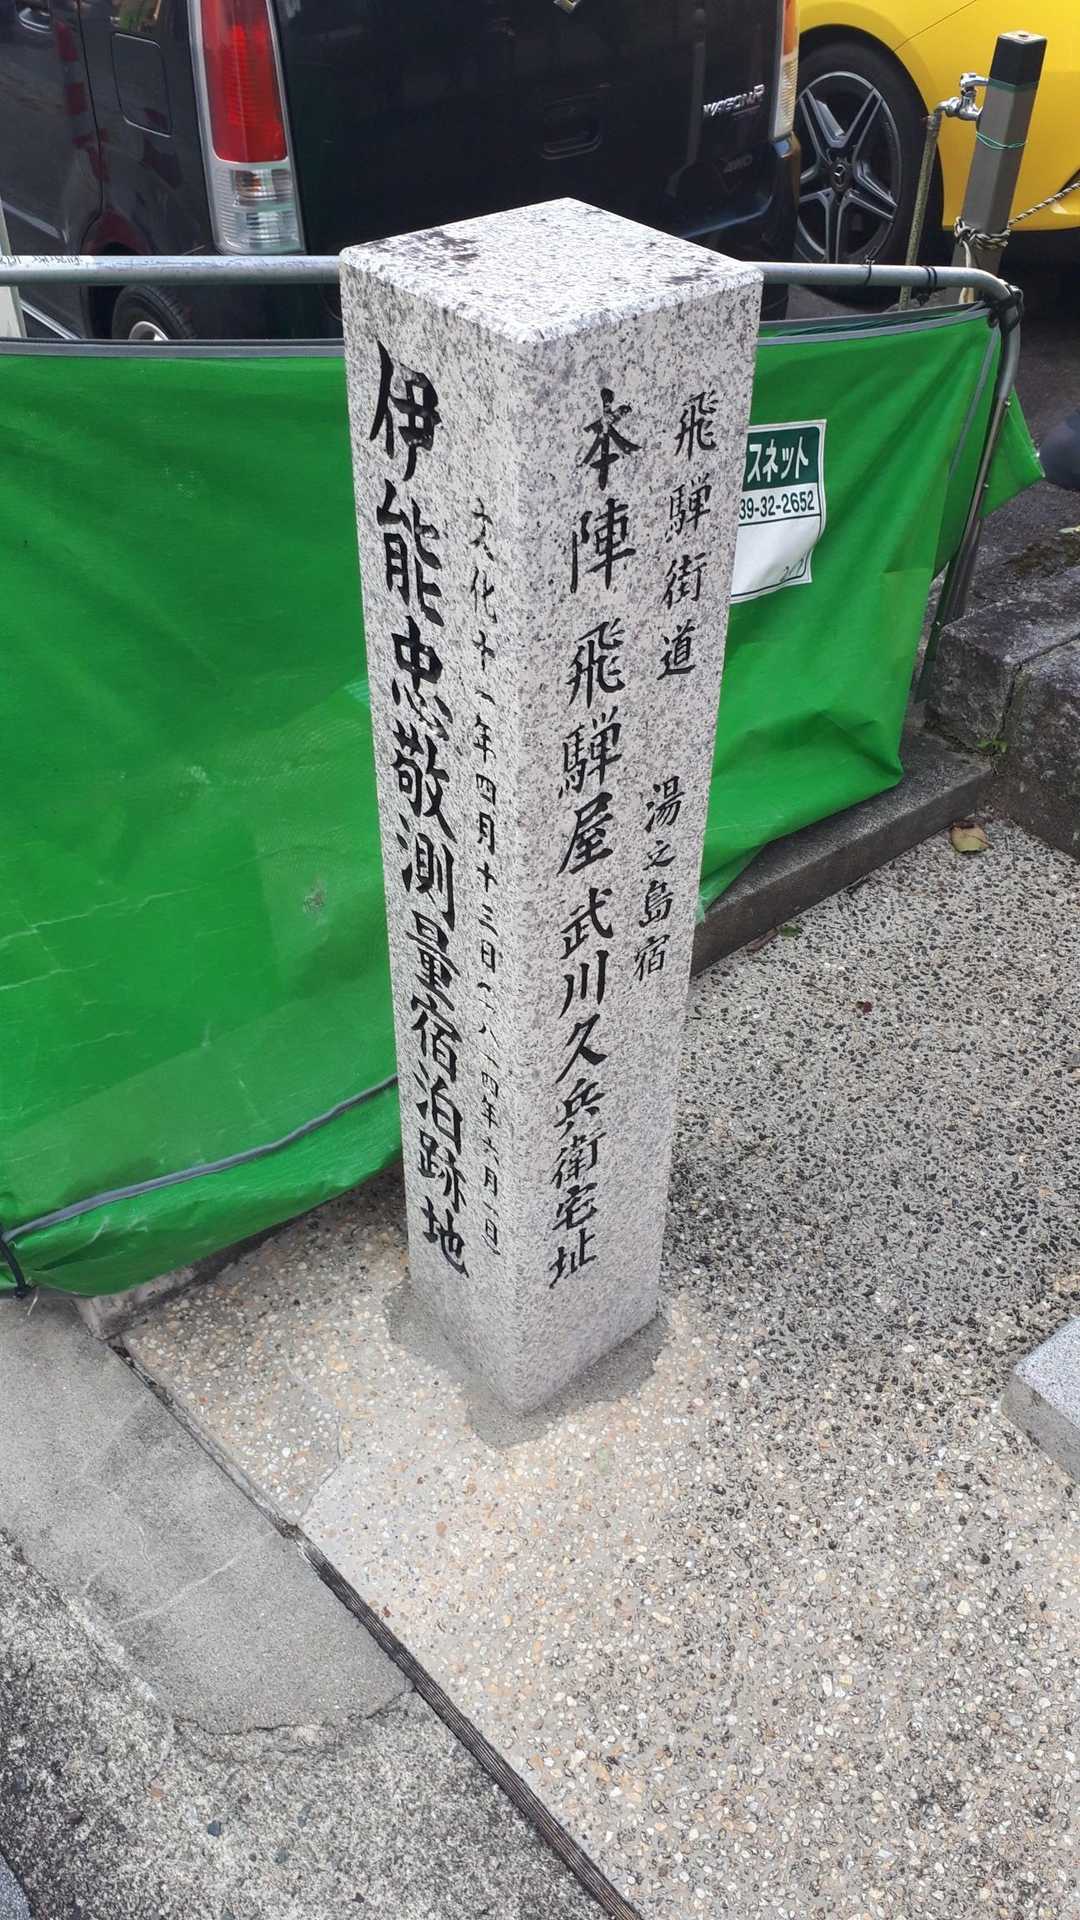 飛騨街道 湯之島宿
本陣 飛騨屋 武川久兵衛宅址
文化十一年四月十三日(一八一四年六月一日)
伊能忠敬測量宿泊跡地
スネット
39-32-2652
WAGON R
4WD